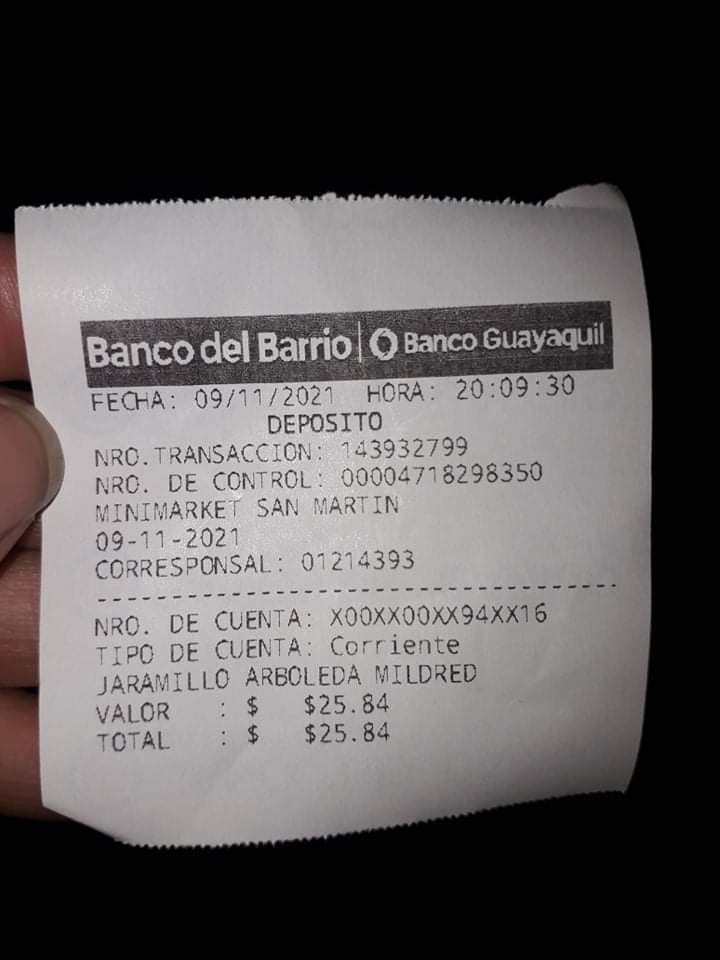 Banco del Barrio | Banco Guayaquil
FECHA: 09/11/2021 HORA: 20:09:30
DEPOSITO
NRO.TRANSACCION: 143932799
NRO. DE CONTROL: 00004718298350
MINIMARKET SAN MARTIN
09-11-2021
CORRESPONSAL: 01214393
--------------------------------------------------
NRO. DE CUENTA: X00XX00XX94XX16
TIPO DE CUENTA: Corriente
JARAMILLO ARBOLEDA MILDRED
VALOR : $ $25.84
TOTAL : $ $25.84